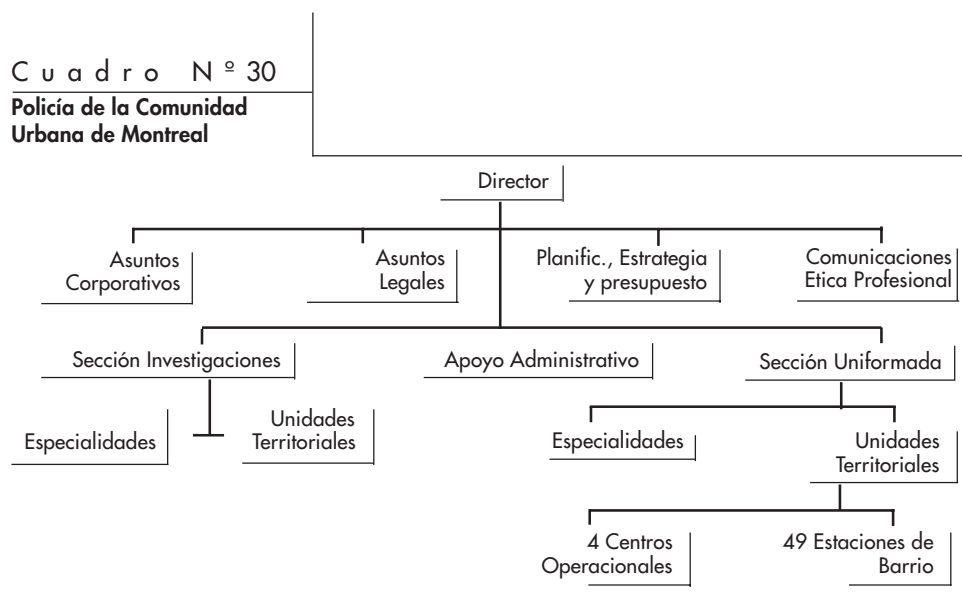 Cuadro Nº 30
Policía de la Comunidad
Urbana de Montreal
Director
Asuntos
Corporativos
Asuntos
Legales
Planific., Estrategia
y presupuesto
Comunicaciones
Etica Profesional
Sección Investigaciones
Apoyo Administrativo
Sección Uniformada
Especialidades
Unidades
Territoriales
Especialidades
Unidades
Territoriales
4 Centros
Operacionales
49 Estaciones de
Barrio